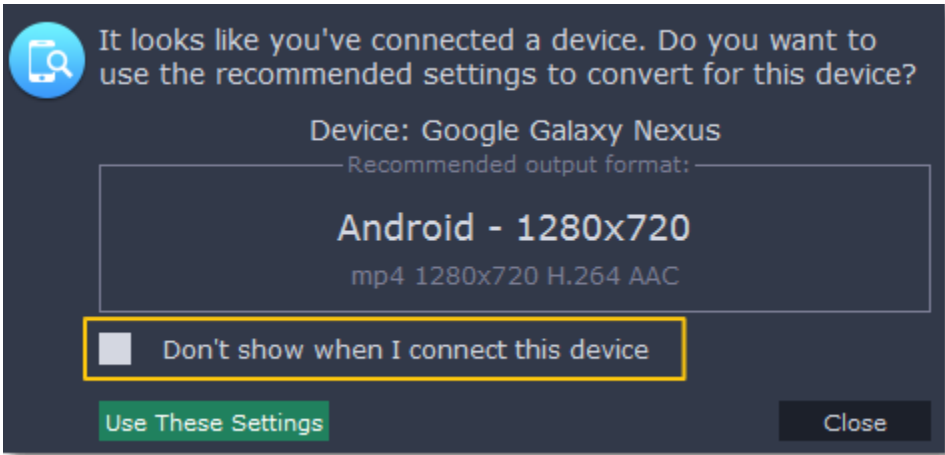 It looks like you've connected a device. Do you want to
use the recommended settings to convert for this device?
Device: Google Galaxy Nexus
Recommended output format:
Android - 1280x720
mp4 1280x720 H.264 AAC
Don't show when I connect this device
Use These Settings
Close